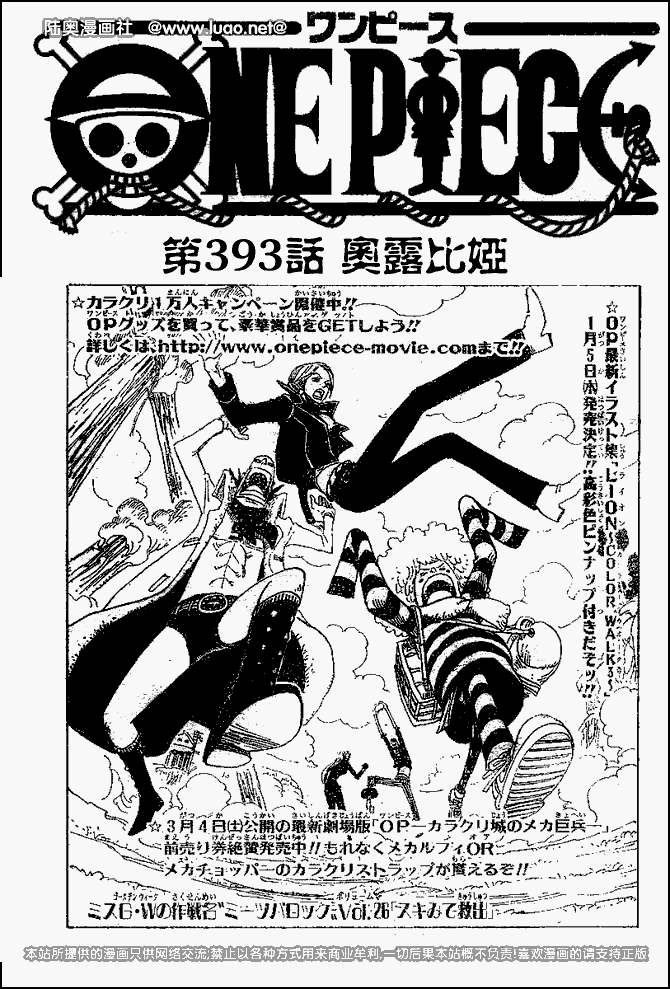 陆奥漫画社 @www.luao.net@
ワンピース
ONE PIECE
第393話 奧露比婭
☆カラクリ1万人キャンペーン開催中!!
OPグッズを買って、豪華賞品をGETしよう!!
詳しくは、http://www.onepiece-movie.comまで!!
☆OP最新イラスト集「LION〜COLOR WALK3〜」
1月5日(水)発売決定!!高彩色ピンナップ付きだぞッ!!
☆3月4日(土)公開の最新劇場版「OP―カラクリ城のメカ巨兵―」
前売り券絶賛発売中!!もれなくメカルフィOR
メカチョッパーのカラクリストラップが貰えるぞ!!
ミスG・Wの作戦名"ミーツバロック":Vol.26「スキみて救出」
本站所提供的漫画只供网络交流,禁止以各种方式用来商业牟利,一切后果本站概不负责!喜欢漫画的请支持正版